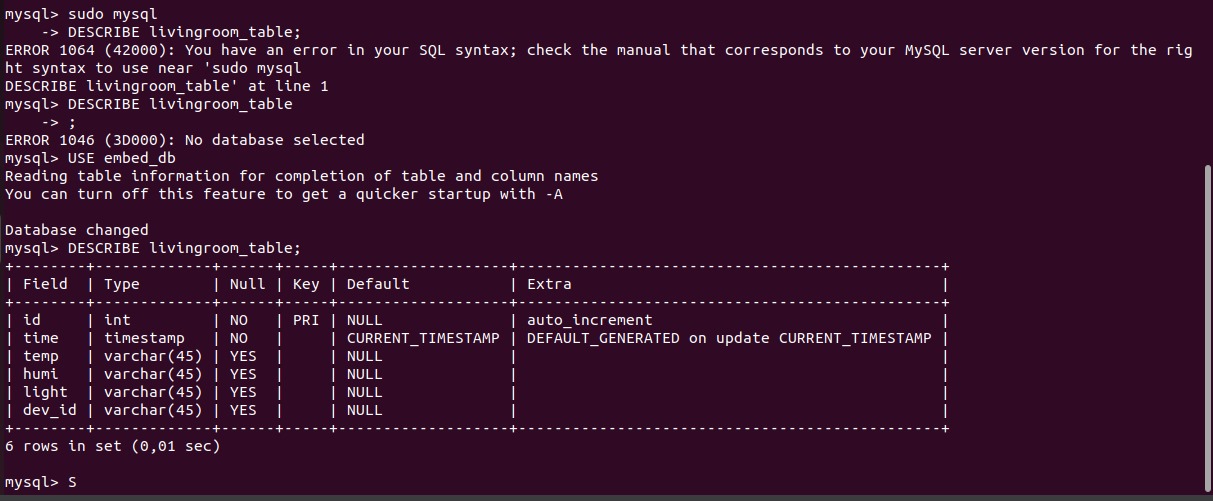 mysql> sudo mysql
    -> DESCRIBE livingroom_table;
ERROR 1064 (42000): You have an error in your SQL syntax; check the manual that corresponds to your MySQL server version for the rig
ht syntax to use near 'sudo mysql
DESCRIBE livingroom_table' at line 1
mysql> DESCRIBE livingroom_table
    -> ;
ERROR 1046 (3D000): No database selected
mysql> USE embed_db
Reading table information for completion of table and column names
You can turn off this feature to get a quicker startup with -A

Database changed
mysql> DESCRIBE livingroom_table;
+--------+-------------+------+-----+-------------------+-----------------------------------------------+
| Field  | Type        | Null | Key | Default           | Extra                                         |
+--------+-------------+------+-----+-------------------+-----------------------------------------------+
| id     | int         | NO   | PRI | NULL              | auto_increment                                |
| time   | timestamp   | NO   |     | CURRENT_TIMESTAMP | DEFAULT_GENERATED on update CURRENT_TIMESTAMP |
| temp   | varchar(45) | YES  |     | NULL              |                                               |
| humi   | varchar(45) | YES  |     | NULL              |                                               |
| light  | varchar(45) | YES  |     | NULL              |                                               |
| dev_id | varchar(45) | YES  |     | NULL              |                                               |
+--------+-------------+------+-----+-------------------+-----------------------------------------------+
6 rows in set (0,01 sec)

mysql> S